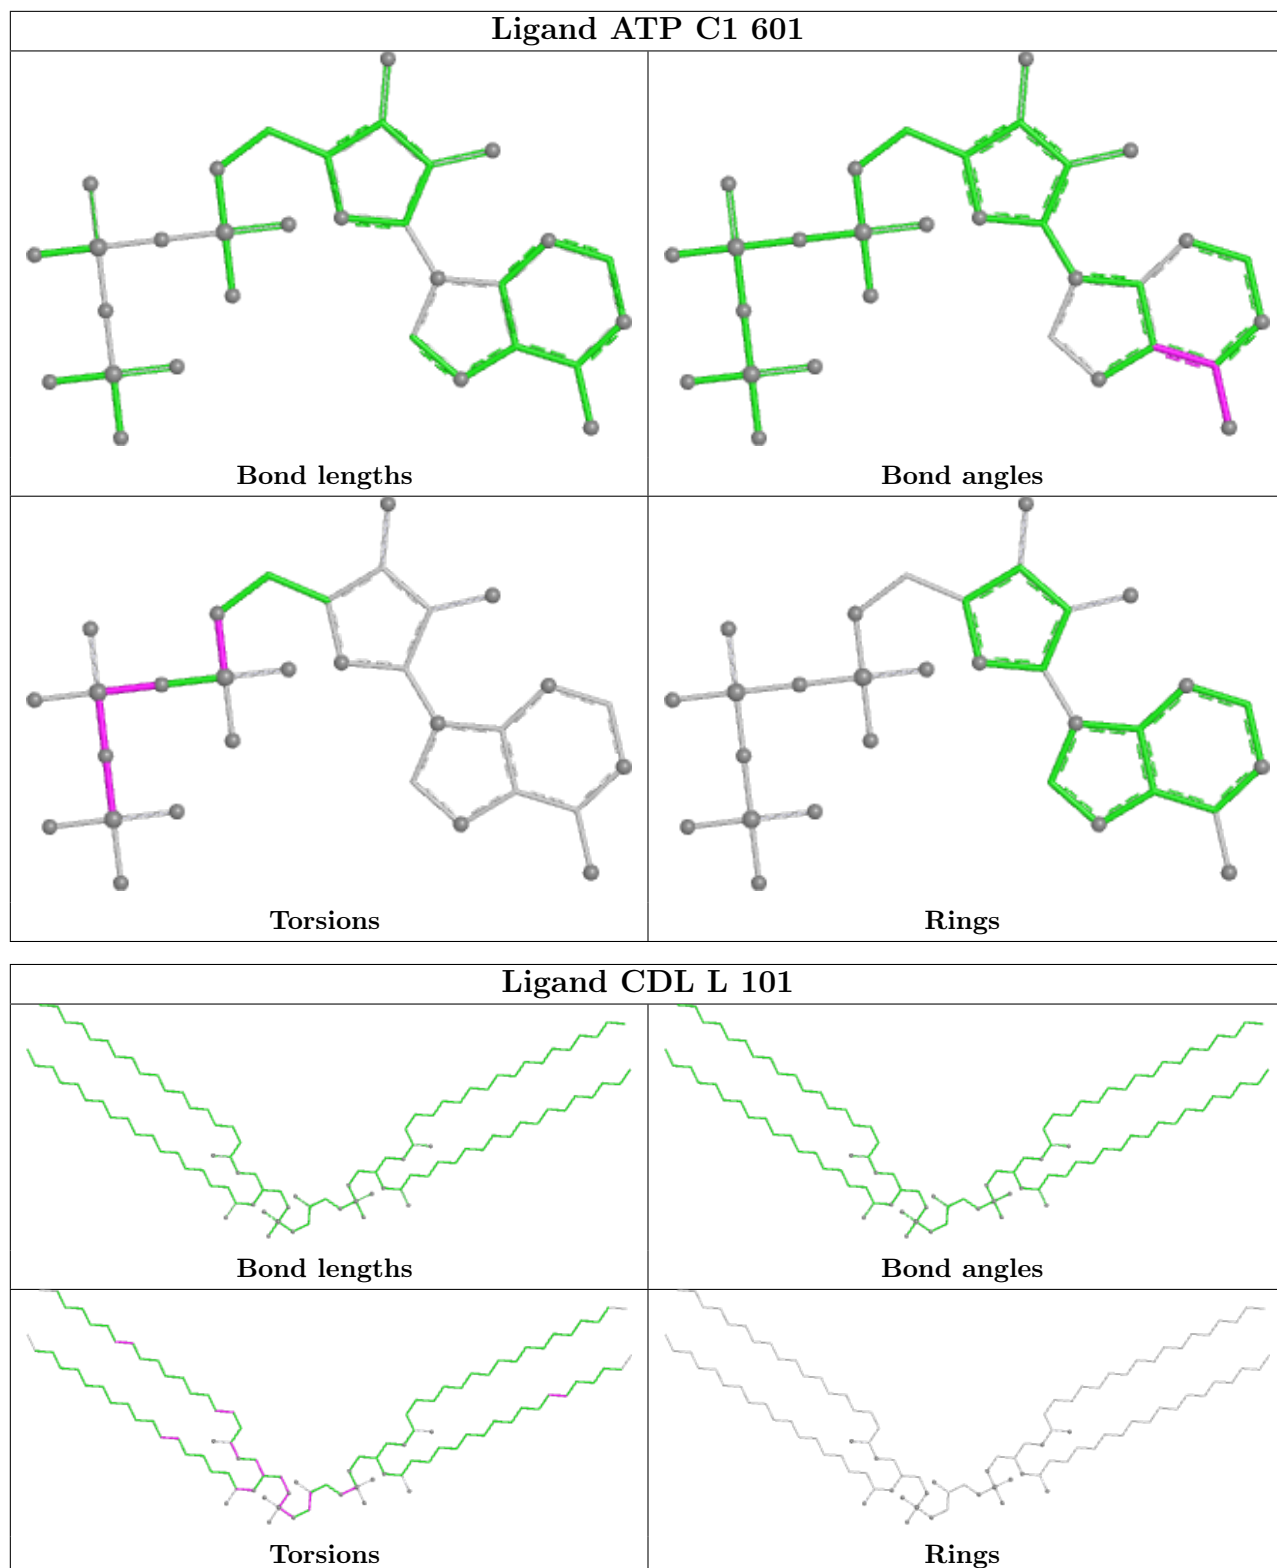 Ligand ATP C1 601
Bond lengths
Bond angles
Torsions
Rings
Ligand CDL L 101
Bond lengths
Bond angles
Torsions
Rings